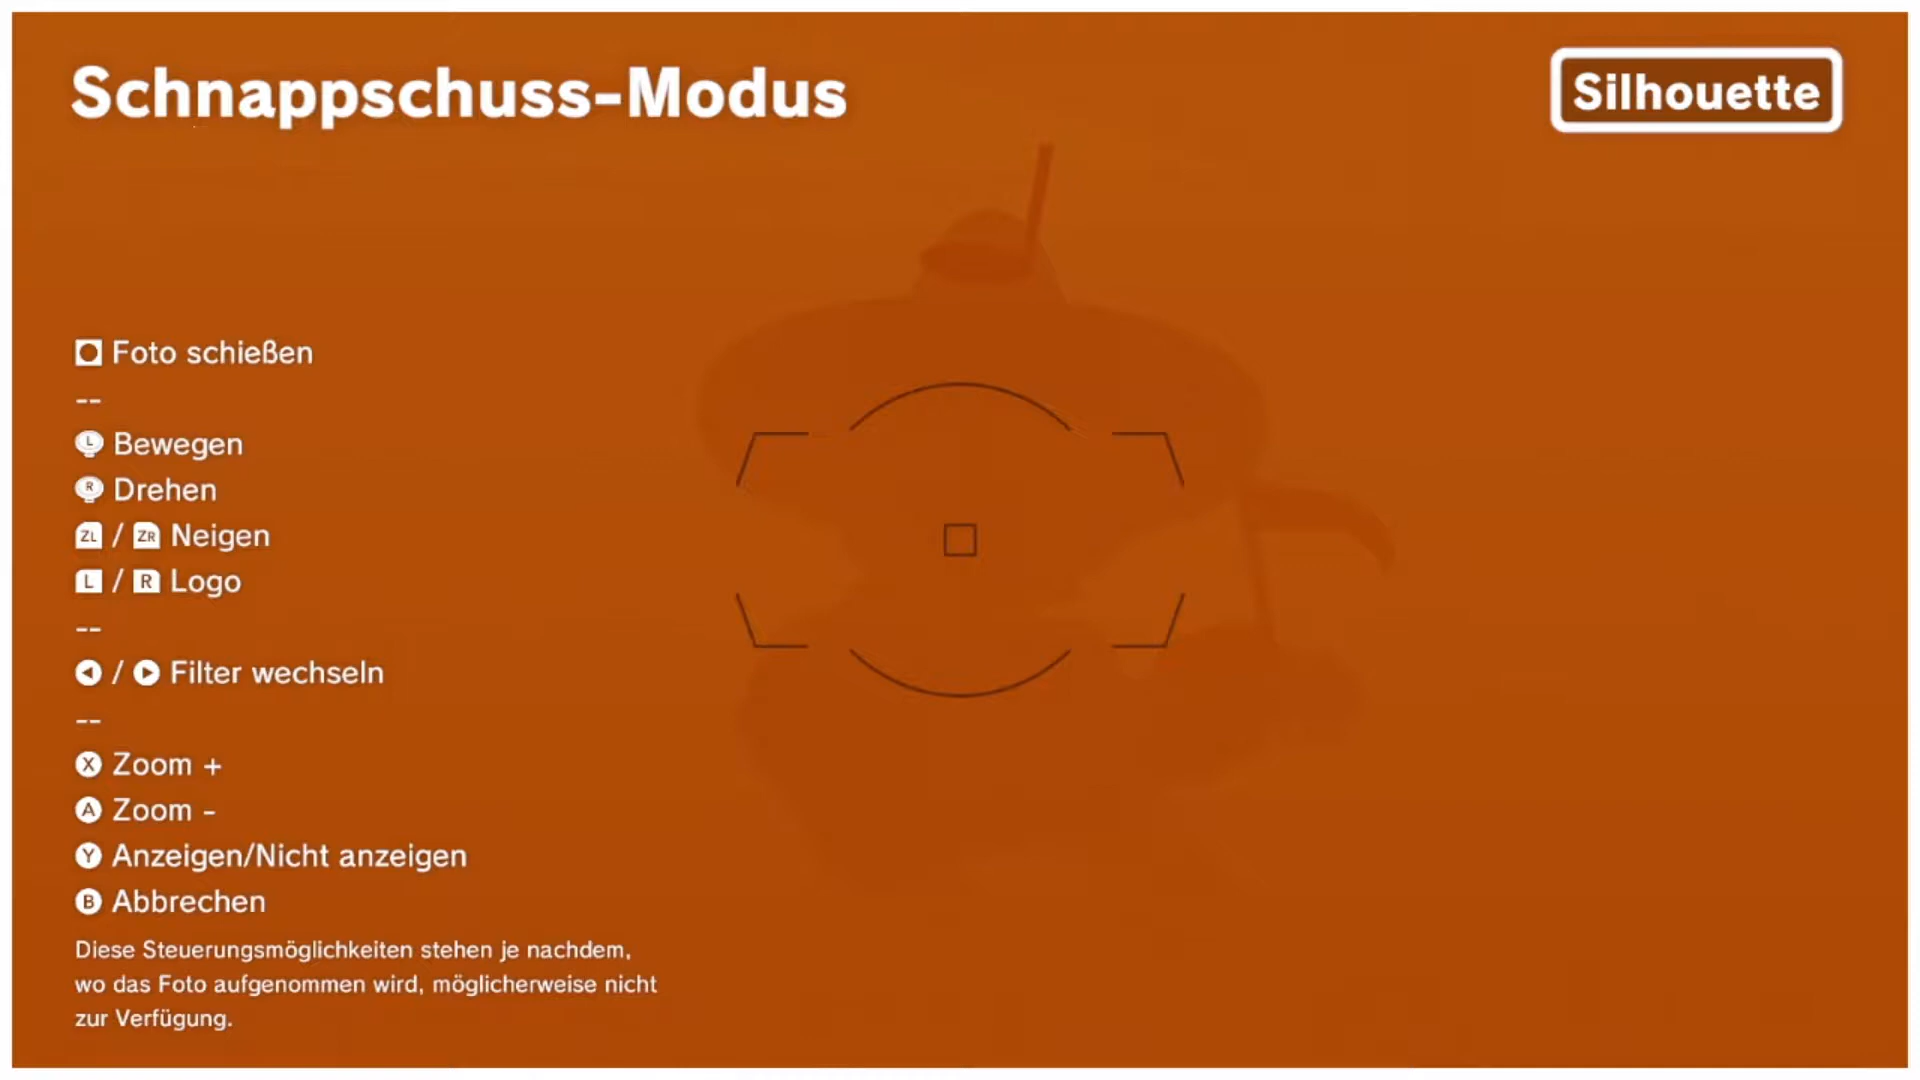 Schnappschuss-Modus
Silhouette
Foto schießen
--
L Bewegen
R Drehen
ZL / ZR Neigen
L / R Logo
--
/ Filter wechseln
--
X Zoom +
A Zoom -
Y Anzeigen/Nicht anzeigen
B Abbrechen
Diese Steuerungsmöglichkeiten stehen je nachdem,
wo das Foto aufgenommen wird, möglicherweise nicht
zur Verfügung.